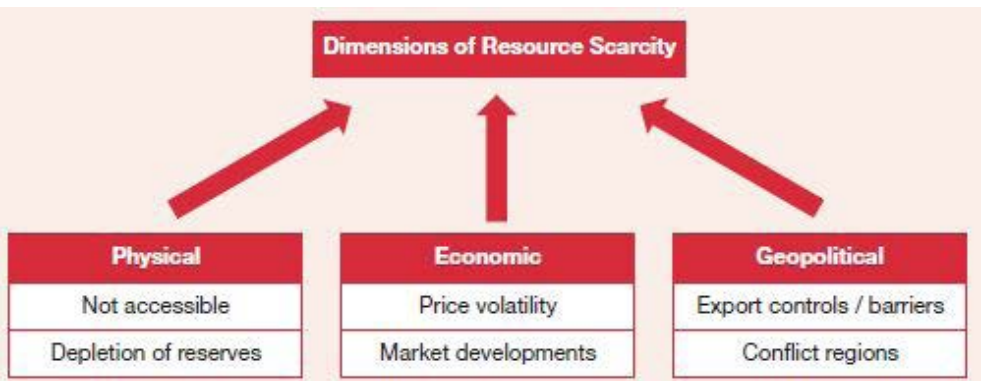 Dimensions of Resource Scarcity
Physical
Not accessible
Depletion of reserves
Economic
Price volatility
Market developments
Geopolitical
Export controls / barriers
Conflict regions